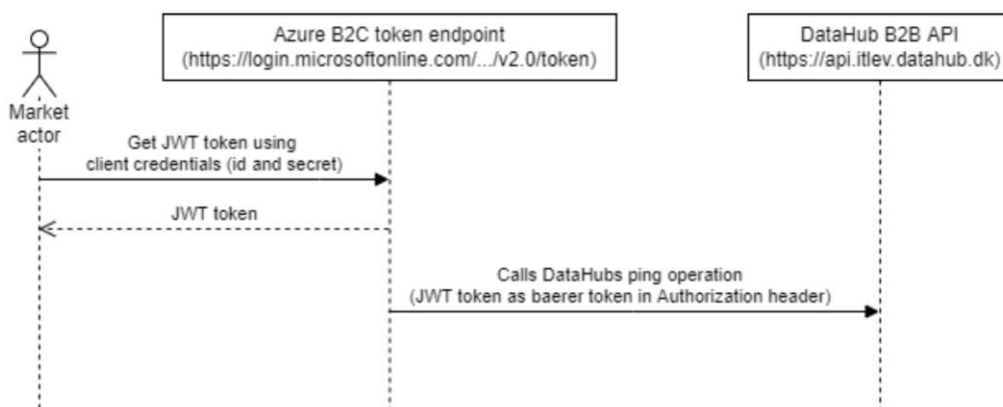 Azure B2C token endpoint
(https://login.microsoftonline.com/.../v2.0/token)
DataHub B2B API
(https://api.itlev.datahub.dk)
Market
actor
Get JWT token using
client credentials (id and secret)
JWT token
Calls DataHubs ping operation
(JWT token as baerer token in Authorization header)